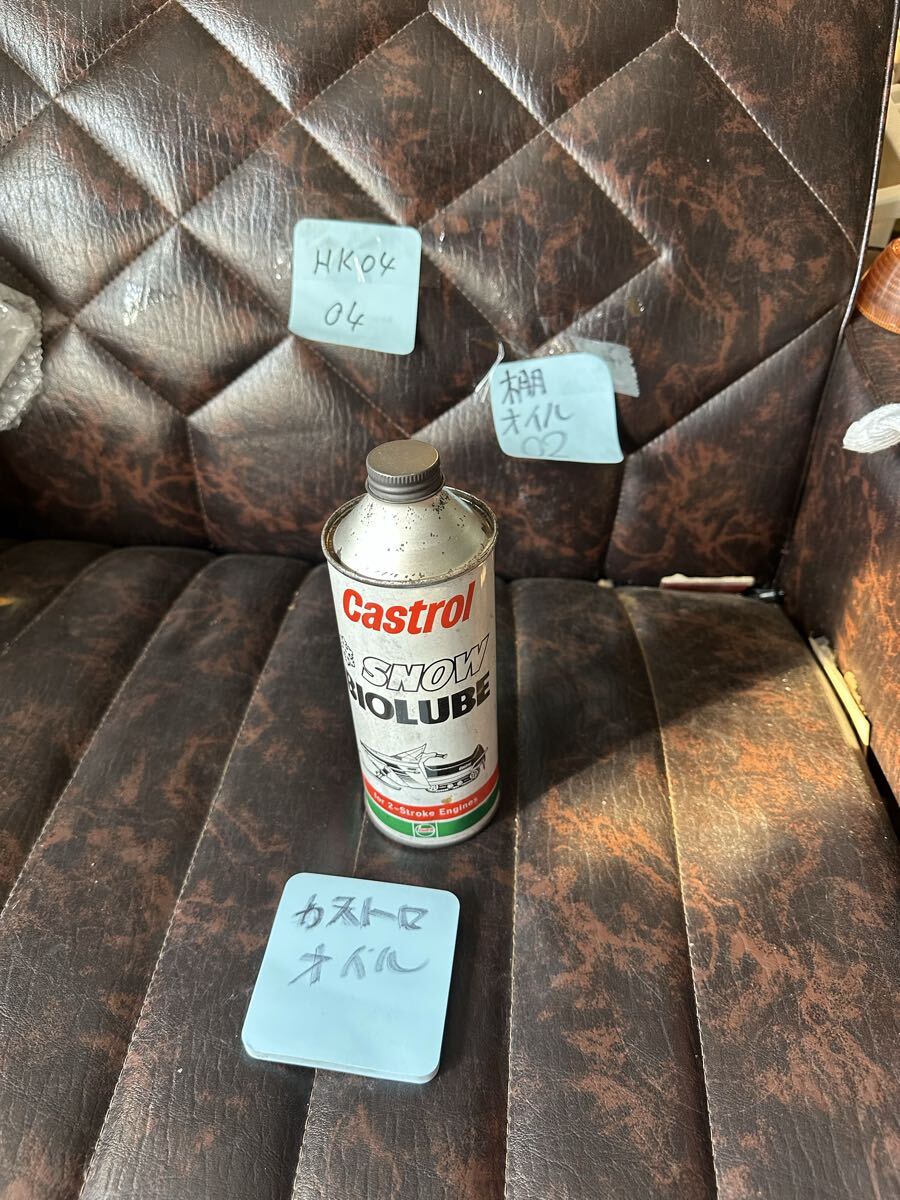 HK04
04
棚
オイル
02
Castrol
SNOW
BIOLUBE
for 2-Stroke Engines
カストロ
オイル